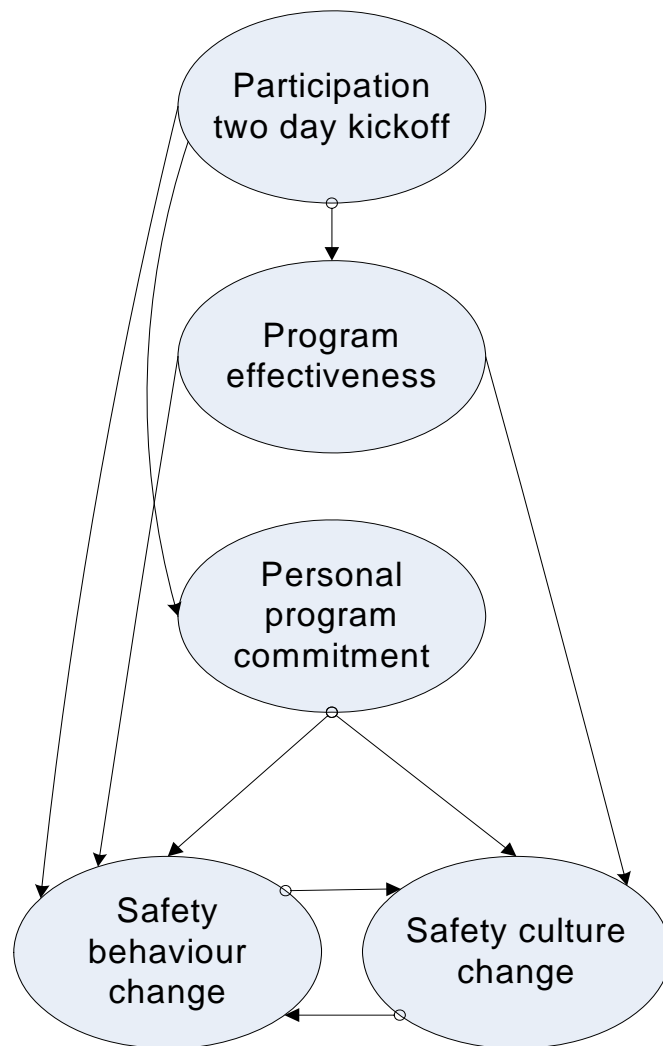 Participation
two day kickoff
Program
effectiveness
Personal
program
commitment
Safety
behaviour
change
Safety culture
change